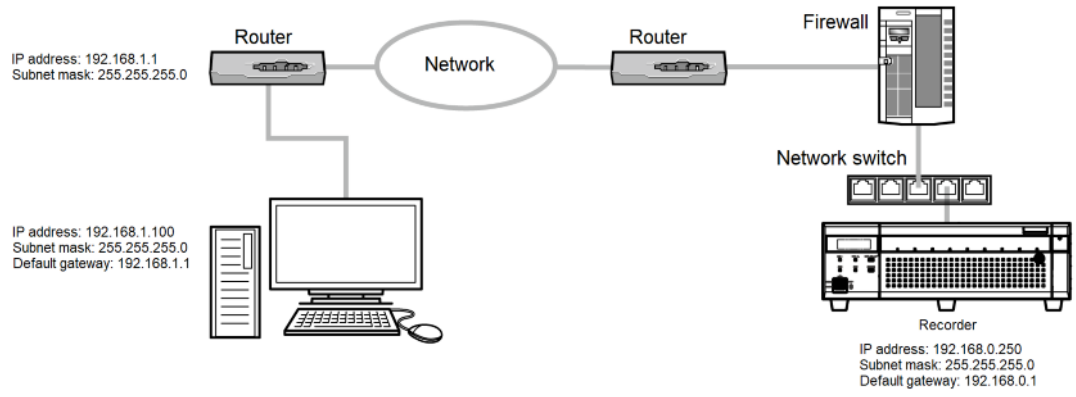 Firewall
Router
Router
IP address: 192.168.1.1
Subnet mask: 255.255.255.0
Network
Network switch
IP address: 192.168.1.100
Subnet mask: 255.255.255.0
Default gateway: 192.168.1.1
Recorder
IP address: 192.168.0.250
Subnet mask: 255.255.255.0
Default gateway: 192.168.0.1